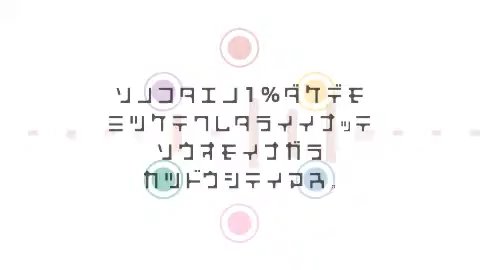 ソノコタエノ1%ダケデモ
ミツケテクレタライイナッテ
ソウオモイナガラ
カツドウシテイマス。